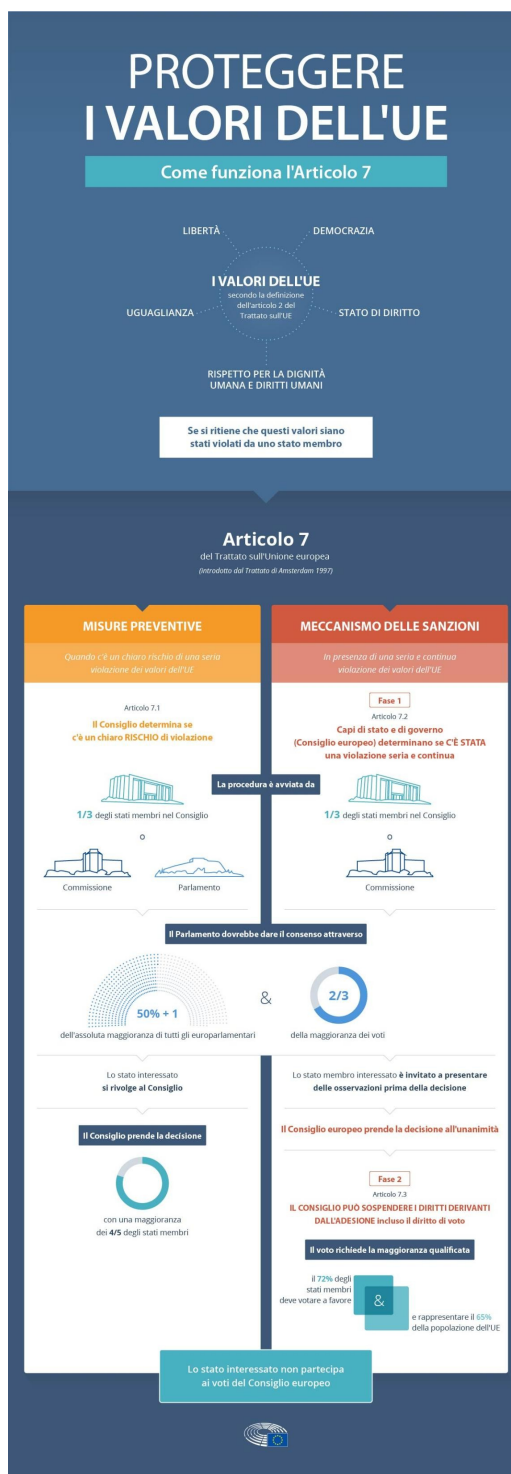 PROTEGGERE
I VALORI DELL'UE
Come funziona l'Articolo 7
LIBERTÀ
DEMOCRAZIA
I VALORI DELL'UE
secondo la definizione
dell'articolo 2 del
Trattato sull'UE
UGUAGLIANZA
STATO DI DIRITTO
RISPETTO PER LA DIGNITÀ
UMANA E DIRITTI UMANI
Se si ritiene che questi valori siano
stati violati da uno stato membro
Articolo 7
del Trattato sull'Unione europea
(introdotto dal Trattato di Amsterdam 1997)
MISURE PREVENTIVE
Quando c'è un chiaro rischio di una seria
violazione dei valori dell'UE
Articolo 7.1
Il Consiglio determina se
c'è un chiaro RISCHIO di violazione
MECCANISMO DELLE SANZIONI
In presenza di una seria e continua
violazione dei valori dell'UE
Fase 1
Articolo 7.2
Capi di stato e di governo
(Consiglio europeo) determinano se C'È STATA
una violazione seria e continua
La procedura è avviata da
1/3 degli stati membri nel Consiglio
o
Commissione
Parlamento
1/3 degli stati membri nel Consiglio
o
Commissione
Il Parlamento dovrebbe dare il consenso attraverso
50% + 1
dell'assoluta maggioranza di tutti gli europarlamentari
&
2/3
della maggioranza dei voti
Lo stato interessato
si rivolge al Consiglio
Il Consiglio prende la decisione
con una maggioranza
dei 4/5 degli stati membri
Lo stato membro interessato è invitato a presentare
delle osservazioni prima della decisione
Il Consiglio europeo prende la decisione all'unanimità
Fase 2
Articolo 7.3
IL CONSIGLIO PUÒ SOSPENDERE I DIRITTI DERIVANTI
DALL'ADESIONE incluso il diritto di voto
Il voto richiede la maggioranza qualificata
il 72% degli
stati membri
deve votare a favore
&
e rappresentare il 65%
della popolazione dell'UE
Lo stato interessato non partecipa
ai voti del Consiglio europeo